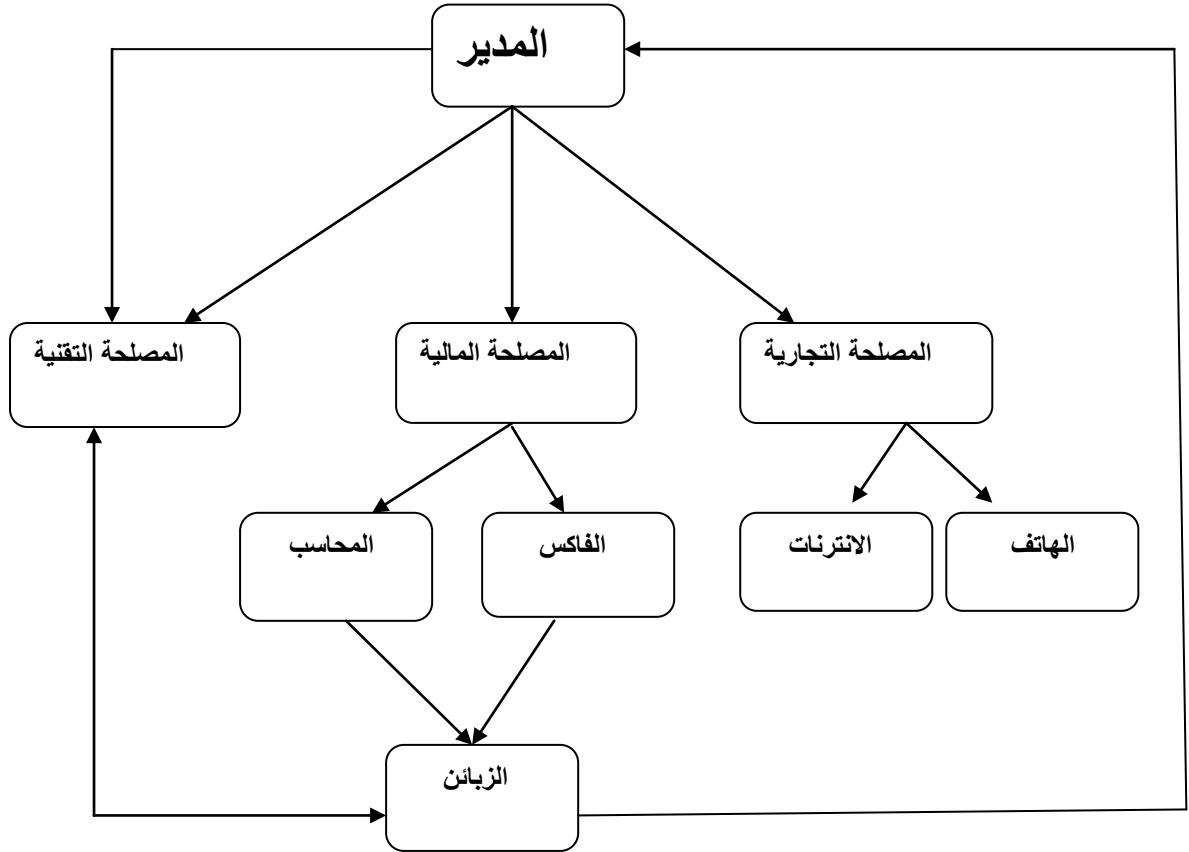 المدير
المصلحة التجارية
المصلحة المالية
المصلحة التقنية
الهاتف
الانترنات
الفاكس
المحاسب
الزبائن